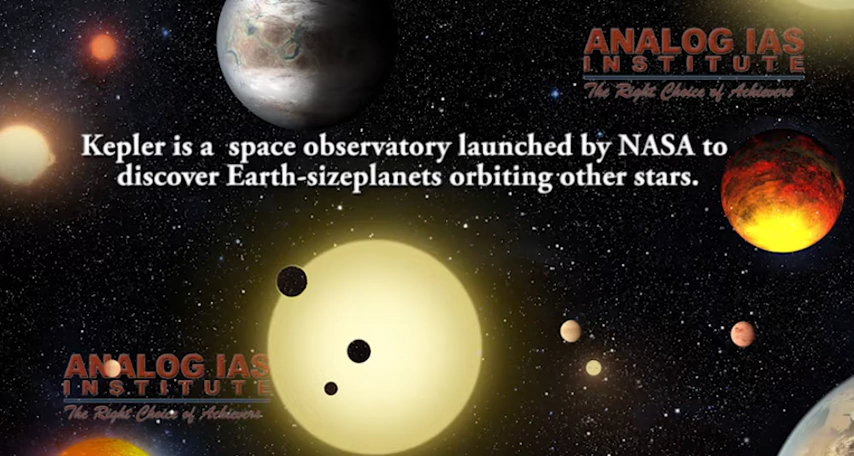 ANALOG IAS
INSTITUTE
The Right Choice of Achievers
Kepler is a space observatory launched by NASA to
discover Earth-sizeplanets orbiting other stars.
ANALOG IAS
INSTITUTE
The Right Choice of Achievers